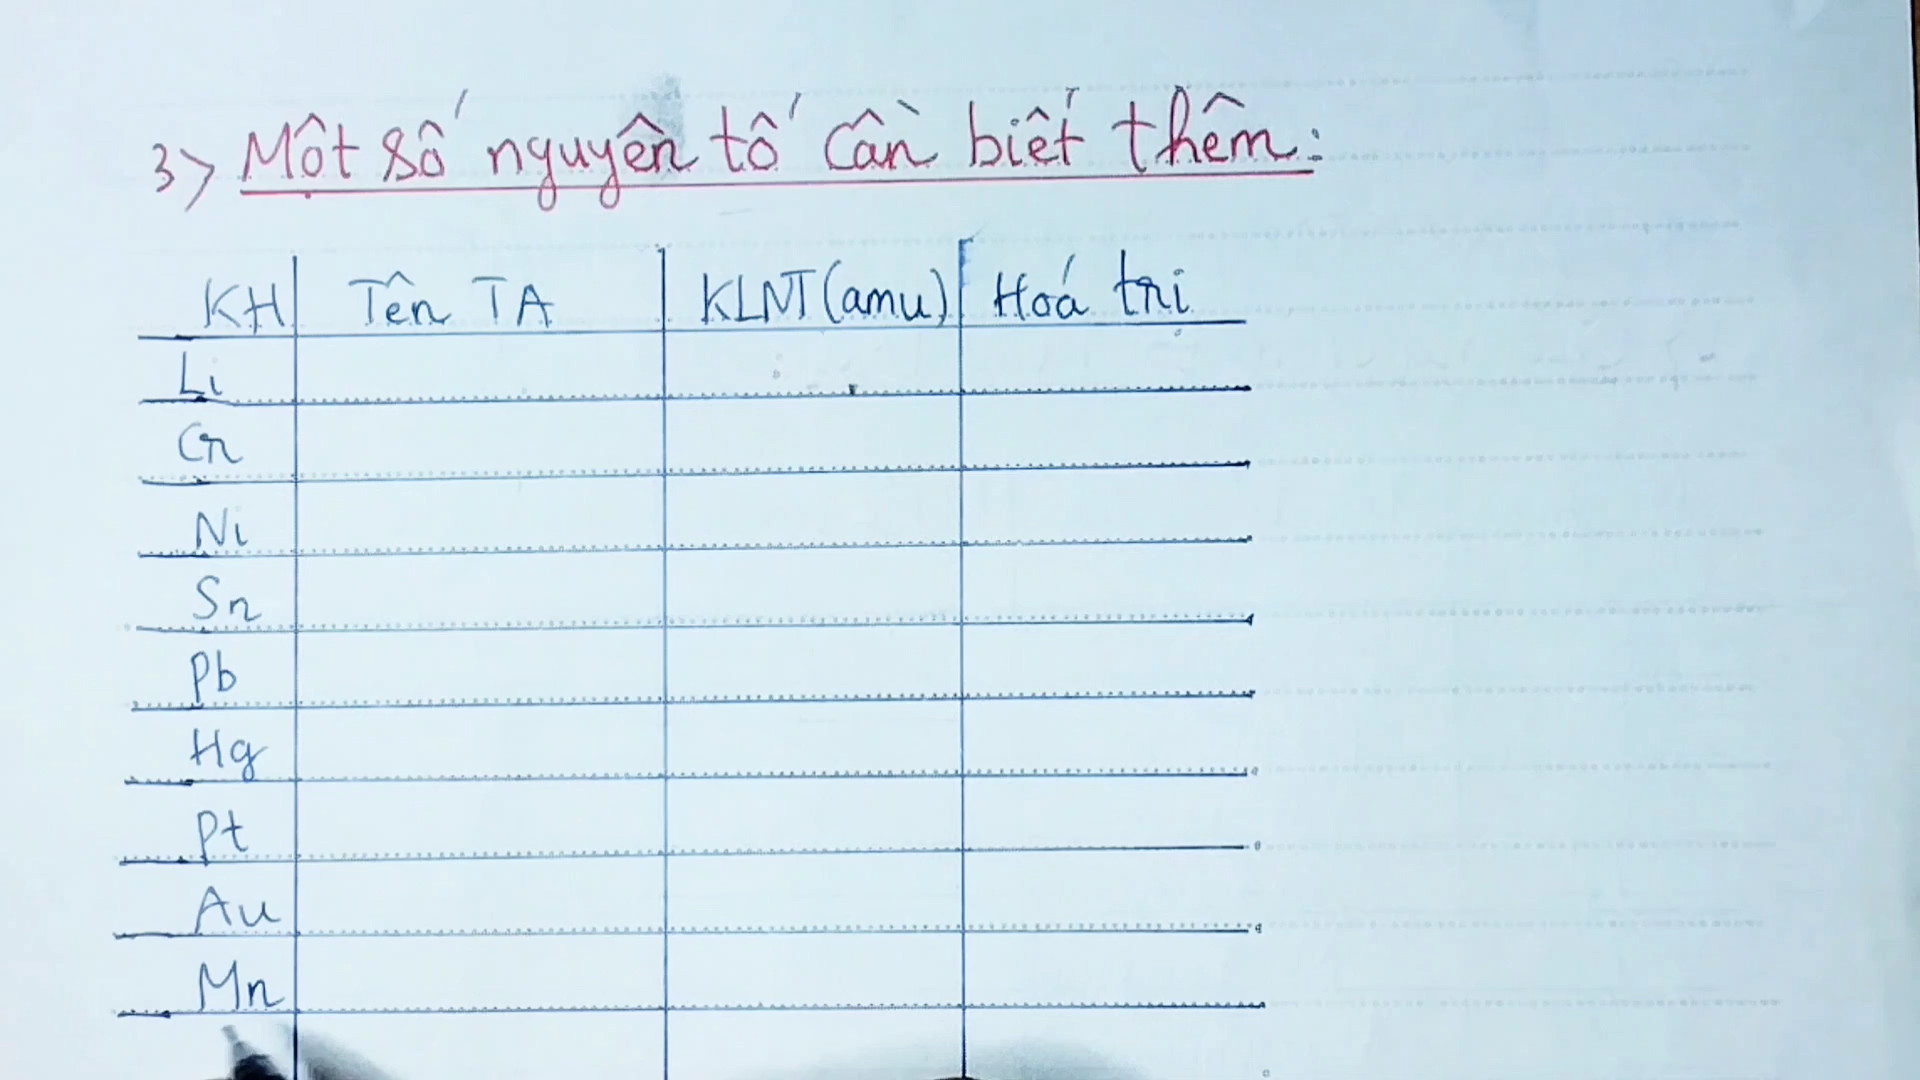 3> Một số nguyên tố cần biết thêm:
KH Tên TA KLNT(amu) Hoá trị
Li
Cr
Ni
Sn
Pb
Hg
Pt
Au
Mn